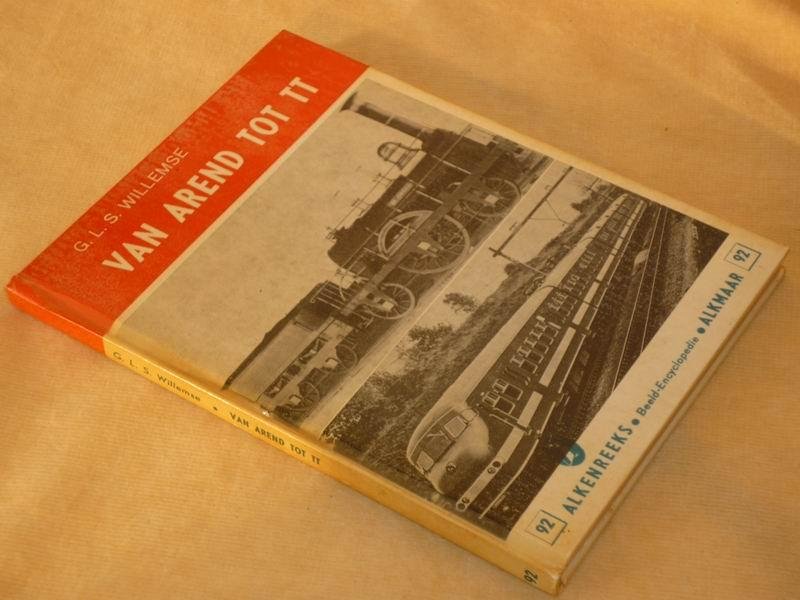 G. L. S. WILLEMSE
VAN AREND TOT TT
92 ALKENREEKS • Beeld-Encyclopedie • ALKMAAR 92
G. L. S. Willemse • VAN AREND TOT TT 92